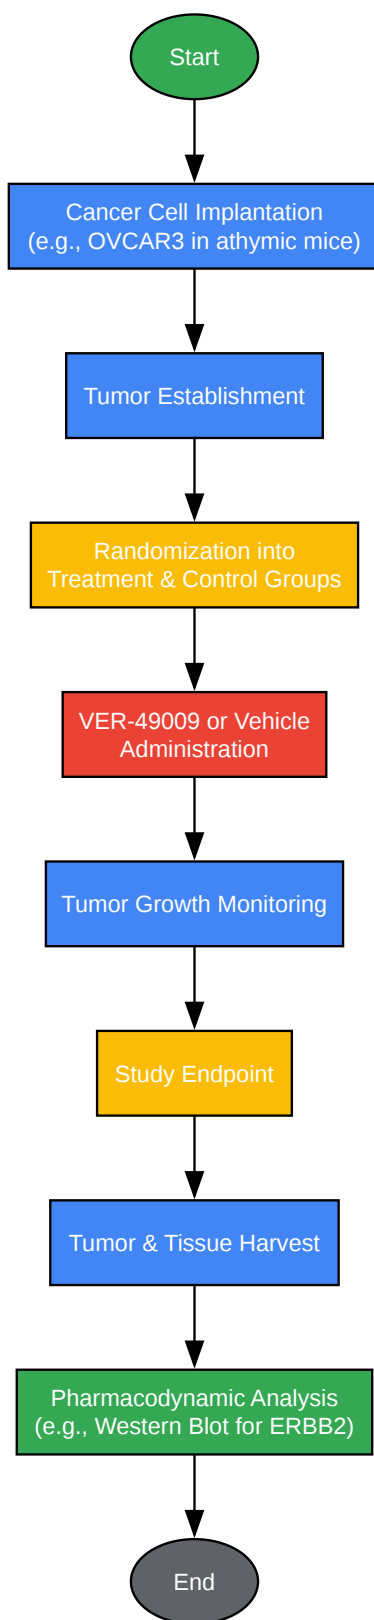 Start
Cancer Cell Implantation
(e.g., OVCAR3 in athymic mice)
Tumor Establishment
Randomization into
Treatment & Control Groups
VER-49009 or Vehicle
Administration
Tumor Growth Monitoring
Study Endpoint
Tumor & Tissue Harvest
Pharmacodynamic Analysis
(e.g., Western Blot for ERBB2)
End